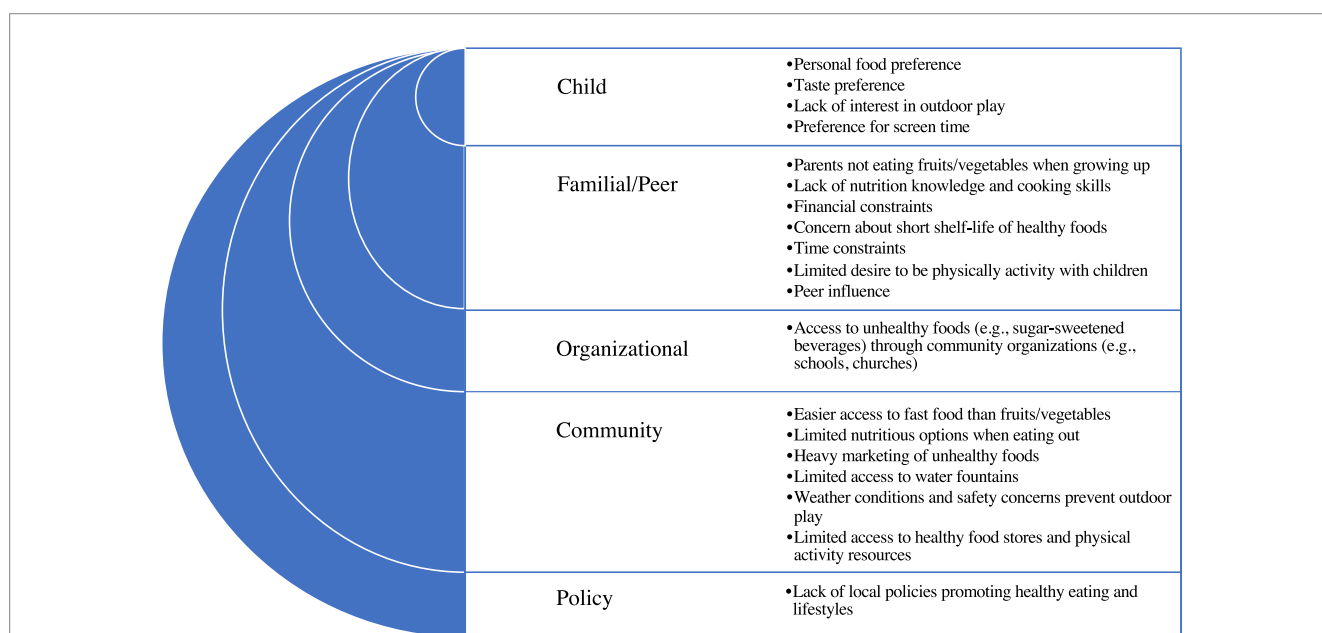 Child
•Personal food preference
•Taste preference
•Lack of interest in outdoor play
•Preference for screen time
Familial/Peer
•Parents not eating fruits/vegetables when growing up
•Lack of nutrition knowledge and cooking skills
•Financial constraints
•Concern about short shelf-life of healthy foods
•Time constraints
•Limited desire to be physically activity with children
•Peer influence
Organizational
•Access to unhealthy foods (e.g., sugar-sweetened
beverages) through community organizations (e.g.,
schools, churches)
Community
•Easier access to fast food than fruits/vegetables
•Limited nutritious options when eating out
•Heavy marketing of unhealthy foods
•Limited access to water fountains
•Weather conditions and safety concerns prevent outdoor
play
•Limited access to healthy food stores and physical
activity resources
Policy
•Lack of local policies promoting healthy eating and
lifestyles